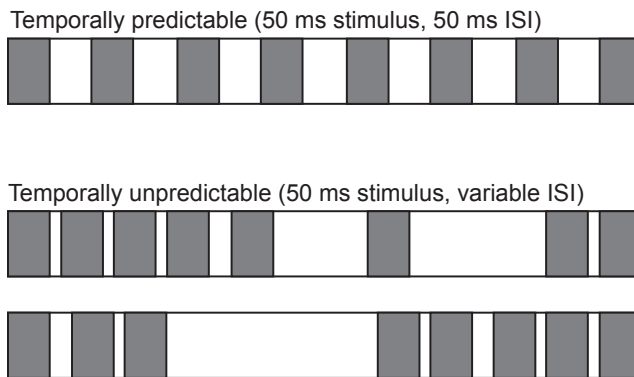 Temporally predictable (50 ms stimulus, 50 ms ISI)
Temporally unpredictable (50 ms stimulus, variable ISI)